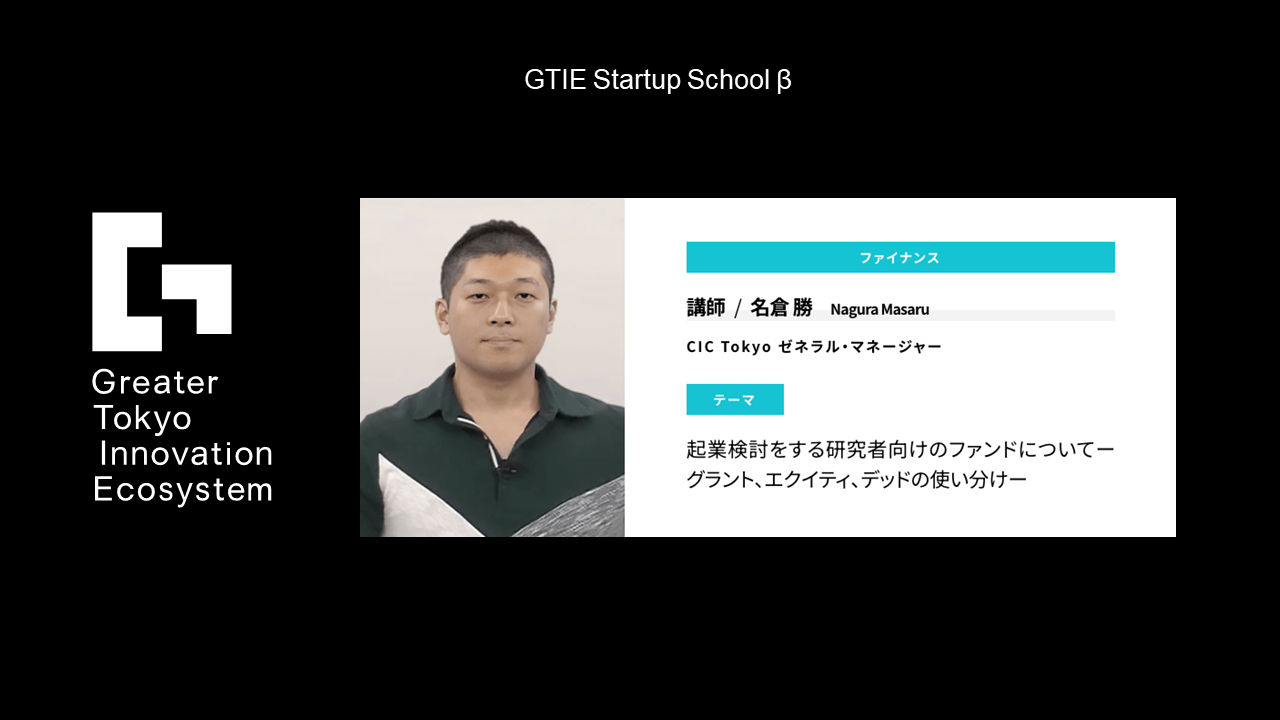 GTIE Startup School β
Greater
Tokyo
Innovation
Ecosystem
ファイナンス
講師 / 名倉 勝 Nagura Masaru
CIC Tokyo ゼネラル・マネージャー
テーマ
起業検討をする研究者向けのファンドについてー
グラント、エクイティ、デッドの使い分けー